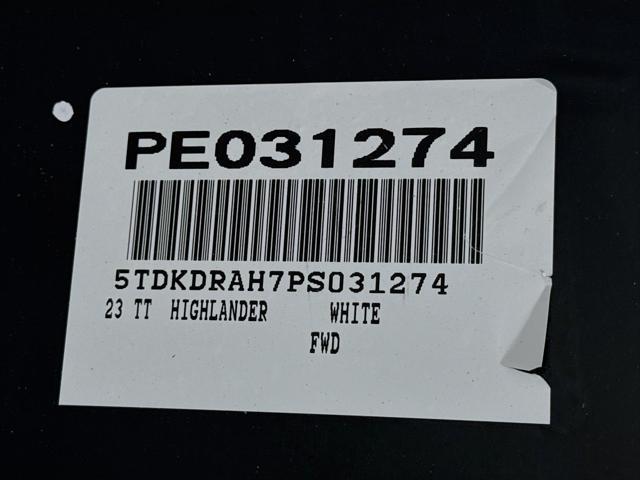 PE031274
5TDKDRAH7PS031274
23 TT HIGHLANDER WHITE
FWD